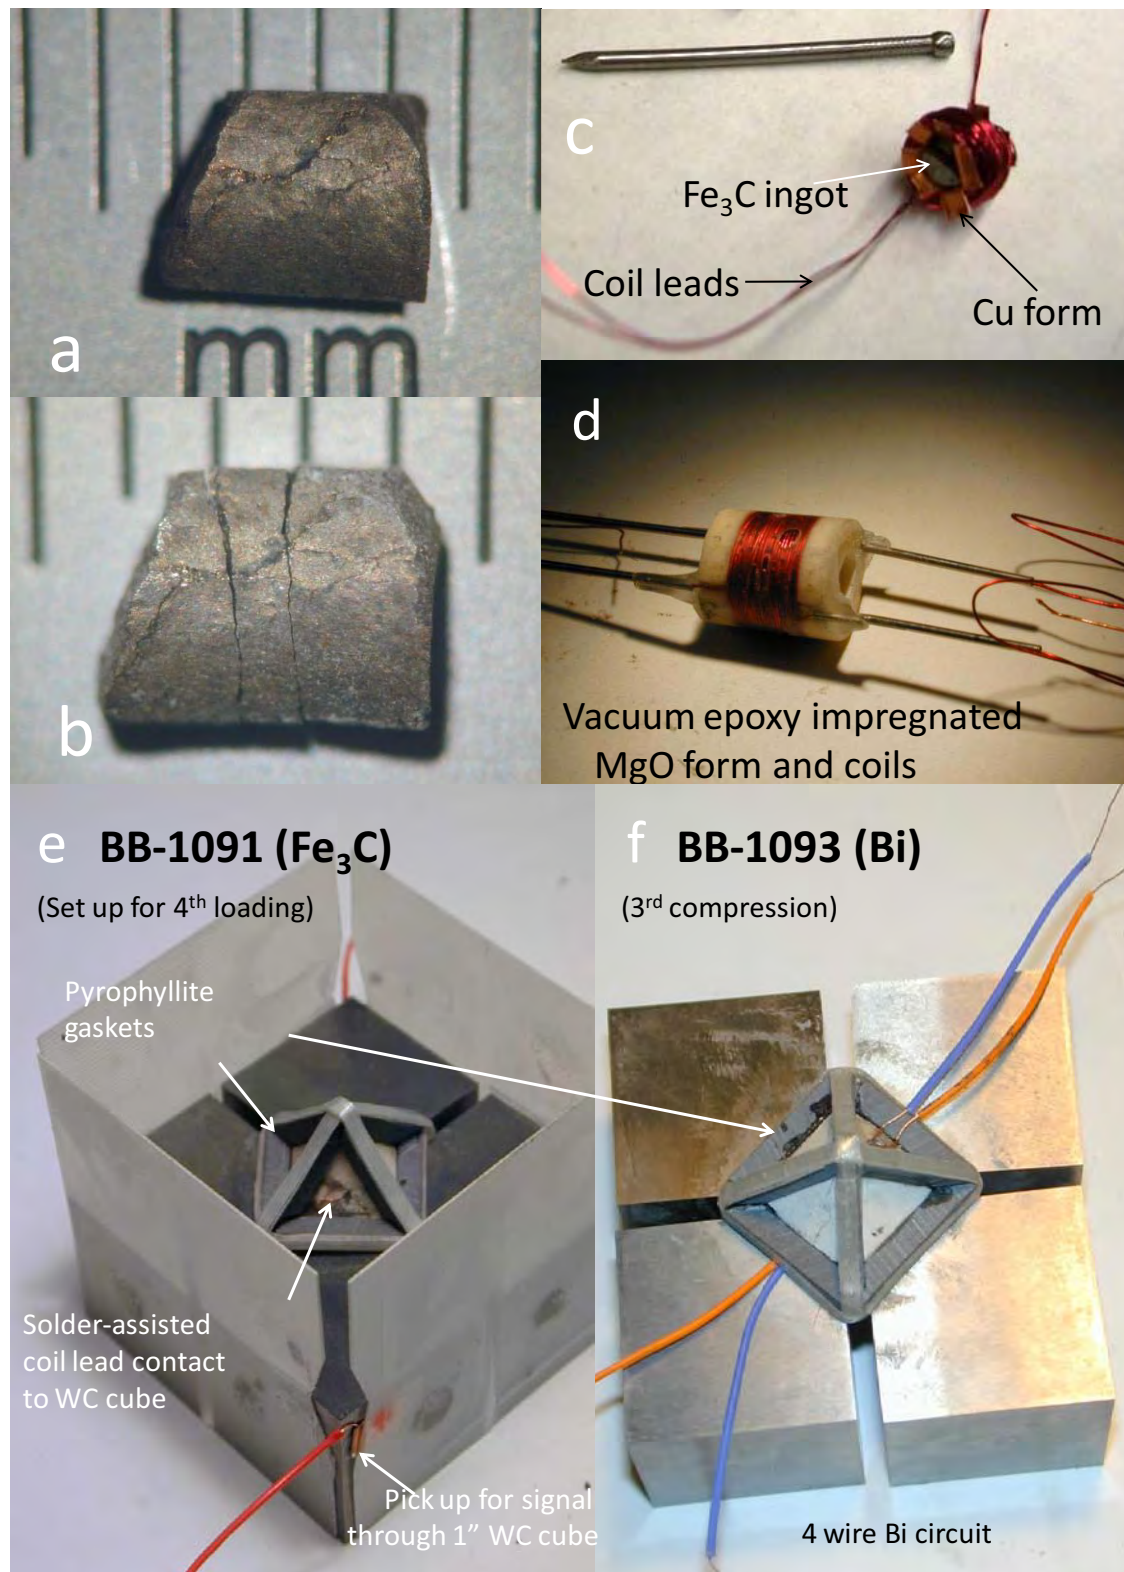 a
mm
b
c
Fe₃C ingot
Coil leads
Cu form
d
Vacuum epoxy impregnated
MgO form and coils
e BB-1091 (Fe₃C)
(Set up for 4th loading)
Pyrophyllite
gaskets
Solder-assisted
coil lead contact
to WC cube
Pick up for signal
through 1” WC cube
f BB-1093 (Bi)
(3rd compression)
4 wire Bi circuit